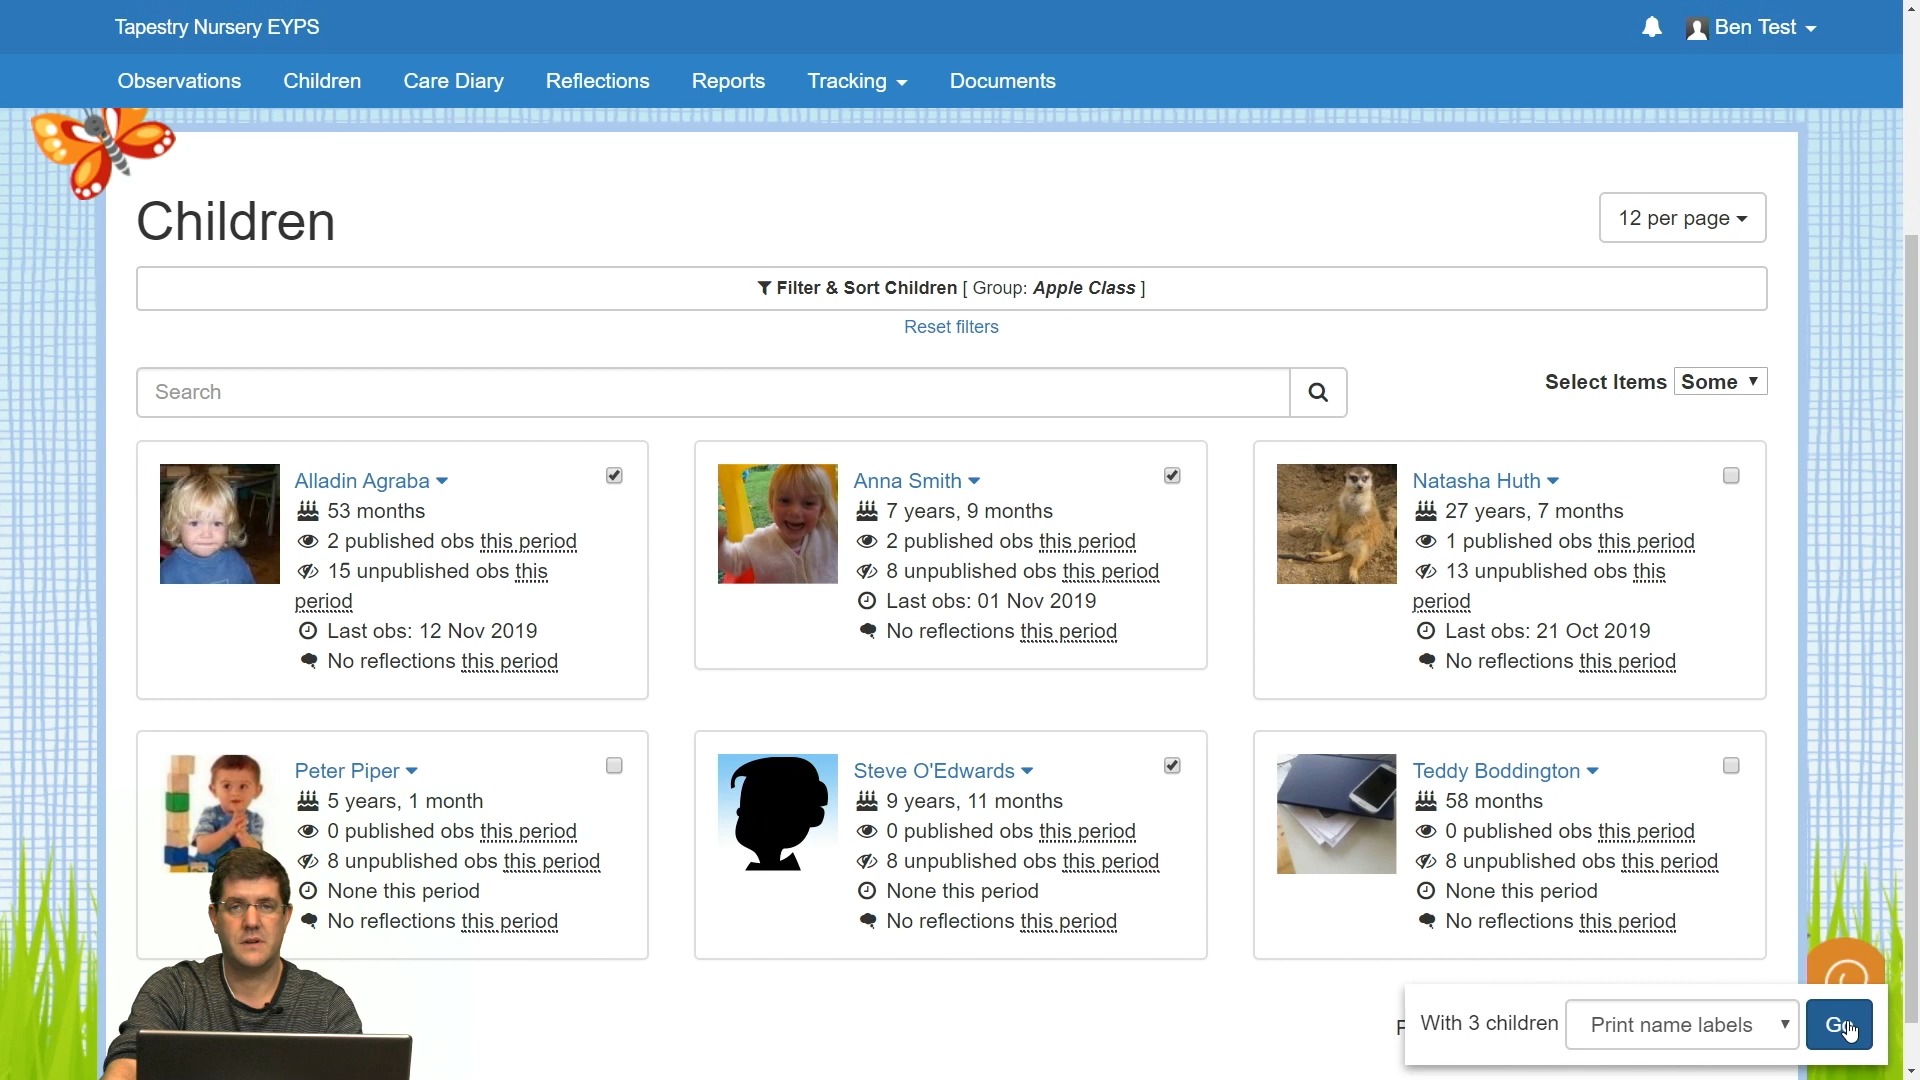 Tapestry Nursery EYPS
Ben Test
Observations Children Care Diary Reflections Reports Tracking Documents
Children
12 per page
Filter & Sort Children [ Group: Apple Class ]
Reset filters
Search
Select Items Some
Alladin Agraba
53 months
2 published obs this period
15 unpublished obs this
period
Last obs: 12 Nov 2019
No reflections this period
Anna Smith
7 years, 9 months
2 published obs this period
8 unpublished obs this period
Last obs: 01 Nov 2019
No reflections this period
Natasha Huth
27 years, 7 months
1 published obs this period
13 unpublished obs this
period
Last obs: 21 Oct 2019
No reflections this period
Peter Piper
5 years, 1 month
0 published obs this period
8 unpublished obs this period
None this period
No reflections this period
Steve O'Edwards
9 years, 11 months
0 published obs this period
8 unpublished obs this period
None this period
No reflections this period
Teddy Boddington
58 months
0 published obs this period
8 unpublished obs this period
None this period
No reflections this period
With 3 children Print name labels Go